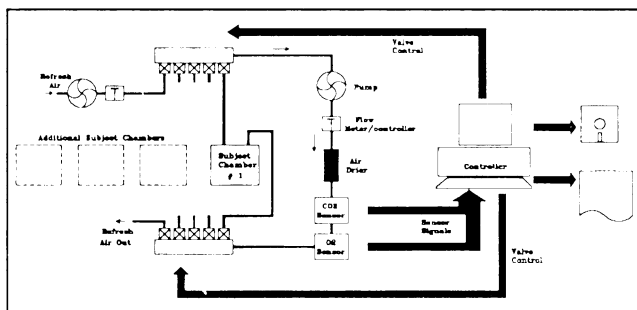 Valve
Control
Refresh
Air
Pump
Flow
Meter/controller
Additional Subject Chambers
Subject
Chamber
# 1
Air
Drier
Controller
CO2
Sensor
O2
Sensor
Sensor
Signals
Refresh
Air Out
Valve
Control